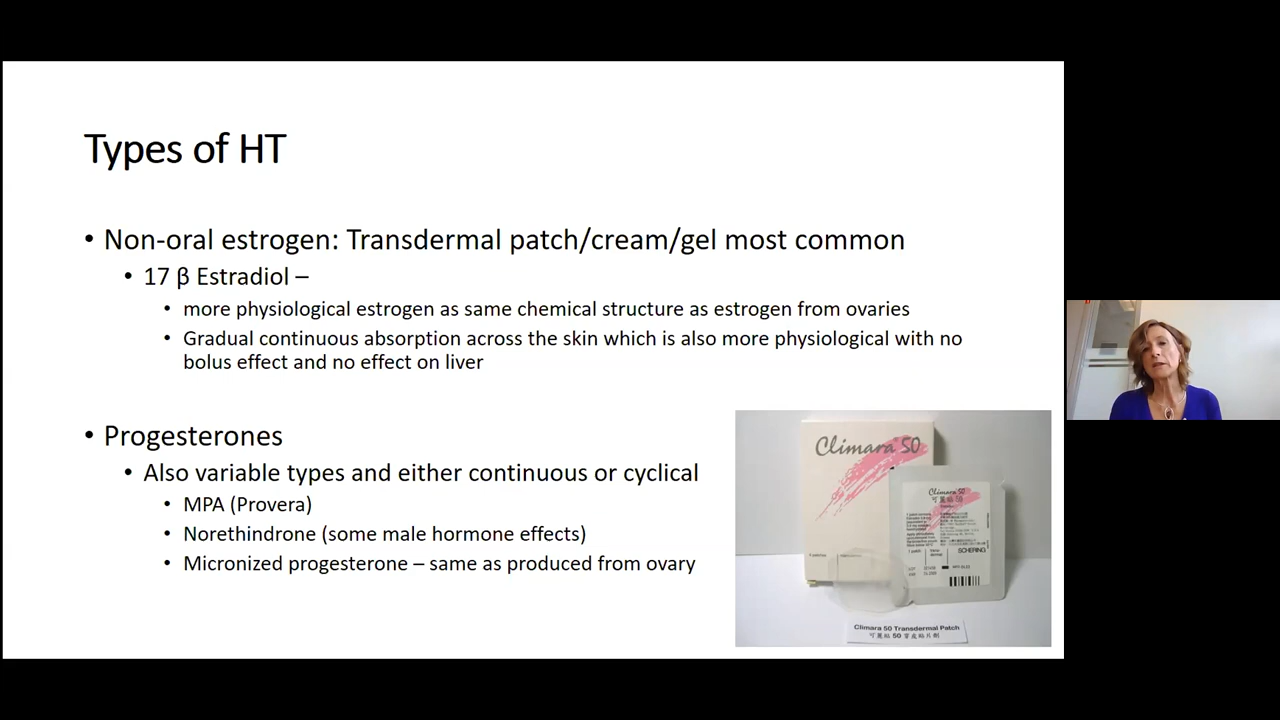 Types of HT
• Non-oral estrogen: Transdermal patch/cream/gel most common
• 17 β Estradiol –
• more physiological estrogen as same chemical structure as estrogen from ovaries
• Gradual continuous absorption across the skin which is also more physiological with no
bolus effect and no effect on liver
• Progesterones
• Also variable types and either continuous or cyclical
• MPA (Provera)
• Norethindrone (some male hormone effects)
• Micronized progesterone – same as produced from ovary
Climara 50
Climara 50
SCHERING
Climara 50 Transdermal Patch